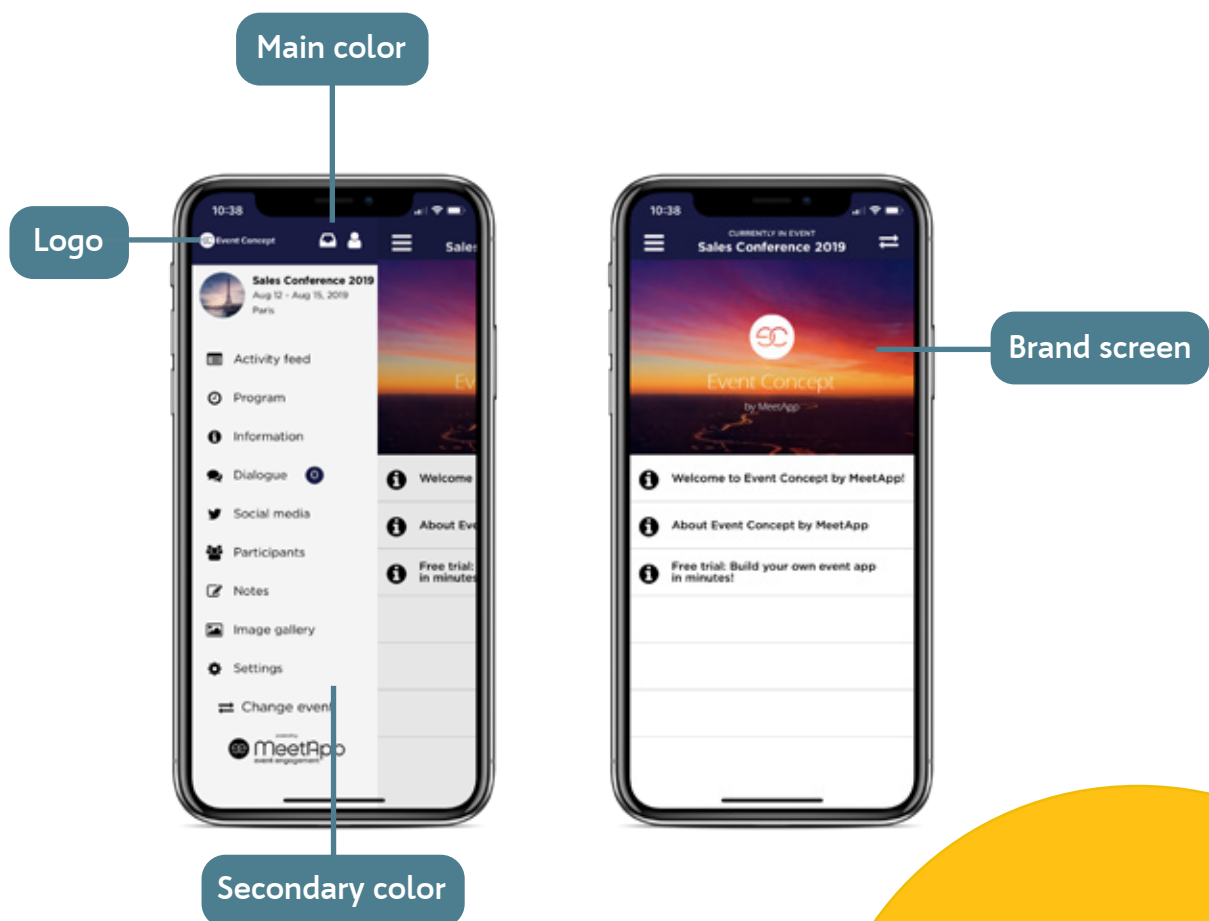 Main color
Logo
10:38
Event Concept
Sales
Sales Conference 2019
Aug 12 - Aug 15, 2019
Paris
Activity feed
Program
Information
Dialogue 0
Social media
Participants
Notes
Image gallery
Settings
Change event
MeetApp
event engagement
Ev
Welcome
About Eve
Free trial:
in minutes
Secondary color
10:38
CURRENTLY IN EVENT
Sales Conference 2019
Event Concept
by MeetApp
Welcome to Event Concept by MeetApp!
About Event Concept by MeetApp
Free trial: Build your own event app
in minutes!
Brand screen